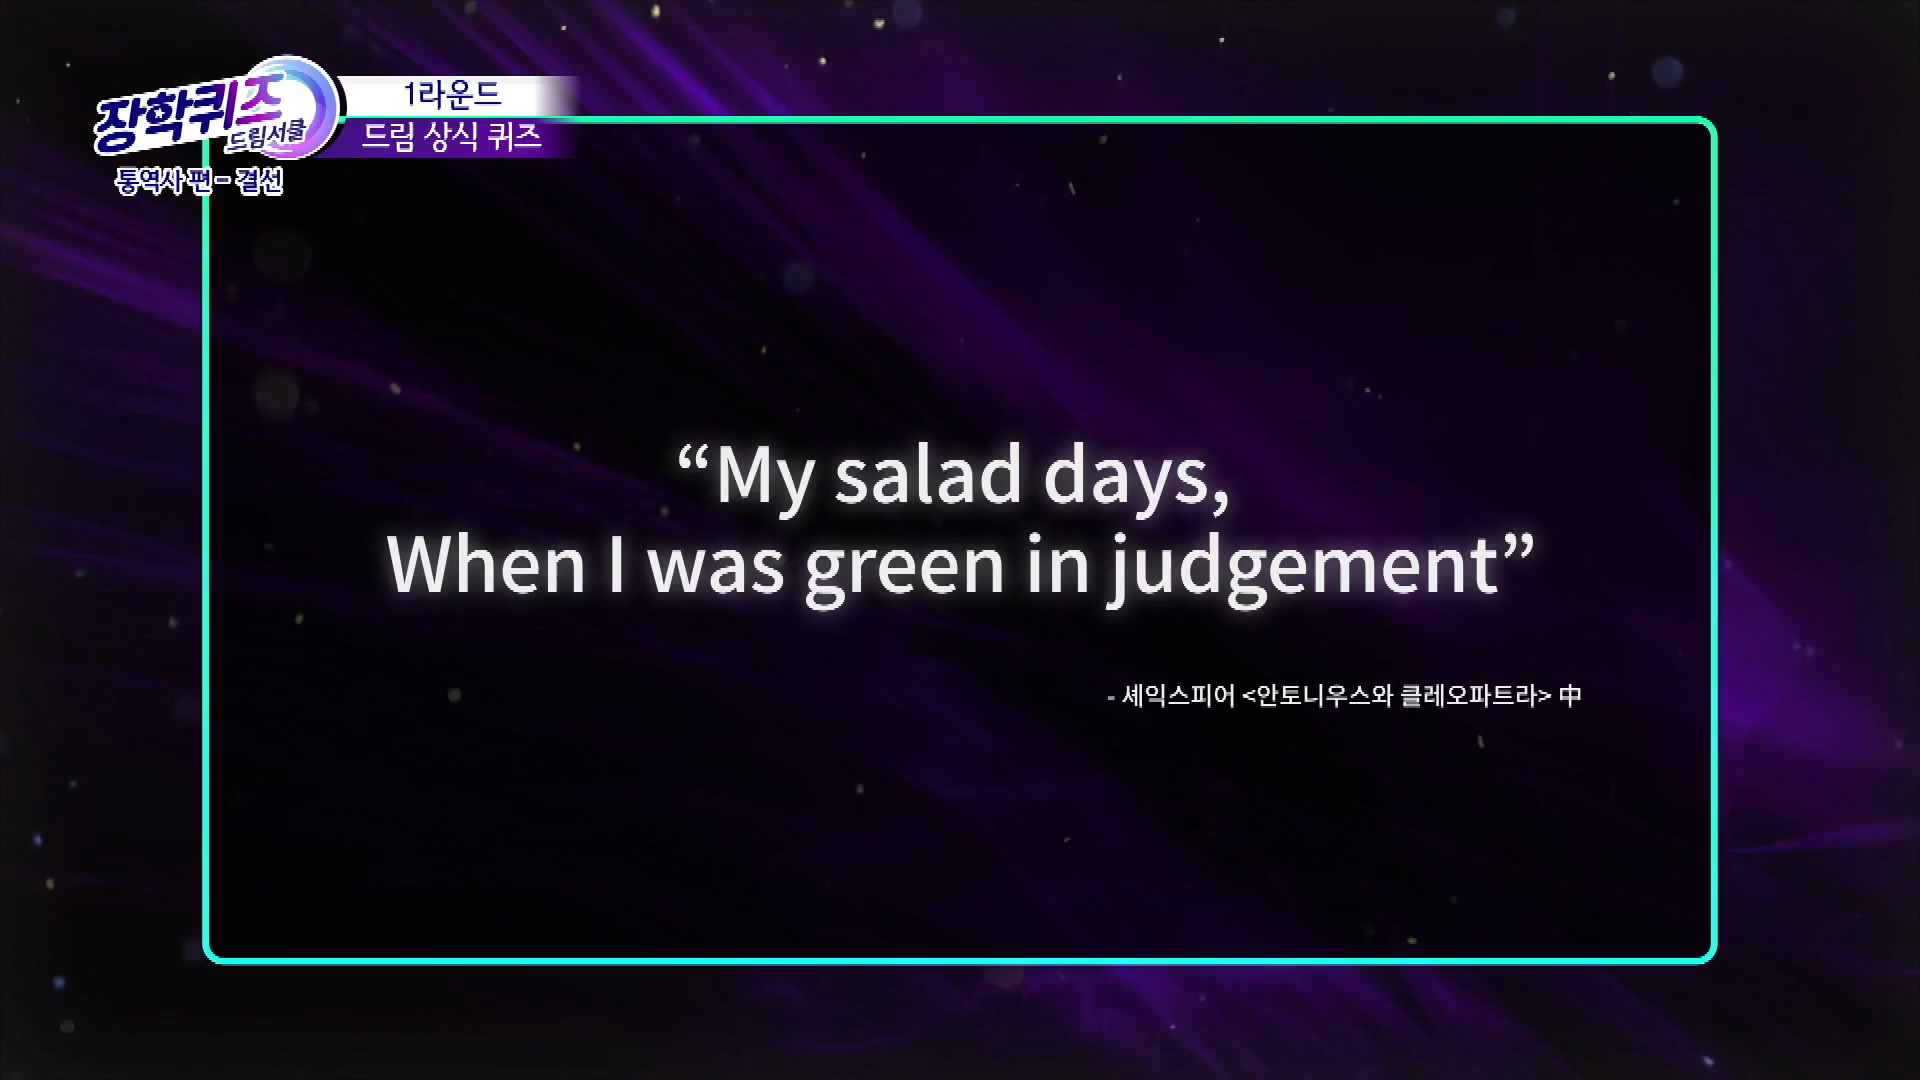 장학퀴즈
드림서클
통역사 편 - 결선
1라운드
드림 상식 퀴즈
“My salad days,
When I was green in judgement”
- 셰익스피어 <안토니우스와 클레오파트라> 中